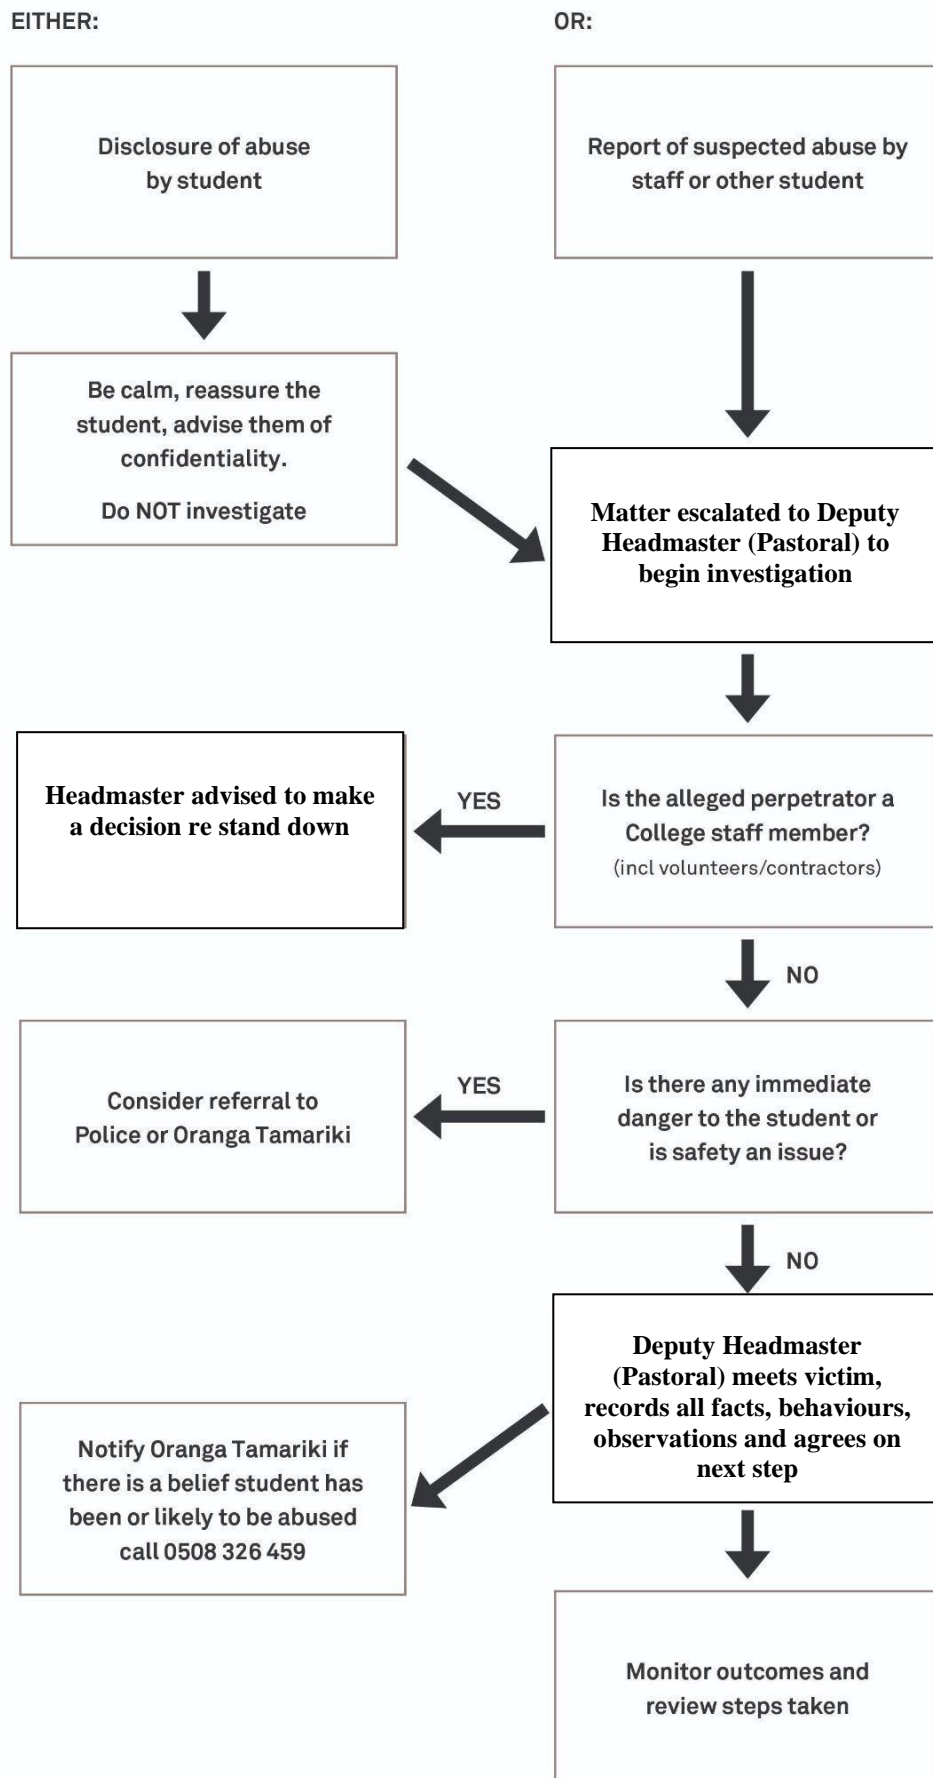 EITHER:
OR:
Disclosure of abuse
by student
Report of suspected abuse by
staff or other student
Be calm, reassure the
student, advise them of
confidentiality.
Do NOT investigate
Matter escalated to Deputy
Headmaster (Pastoral) to
begin investigation
Headmaster advised to make
a decision re stand down
YES
Is the alleged perpetrator a
College staff member?
(incl volunteers/contractors)
NO
Consider referral to
Police or Oranga Tamariki
YES
Is there any immediate
danger to the student or
is safety an issue?
NO
Deputy Headmaster
(Pastoral) meets victim,
records all facts, behaviours,
observations and agrees on
next step
Notify Oranga Tamariki if
there is a belief student has
been or likely to be abused
call 0508 326 459
Monitor outcomes and
review steps taken